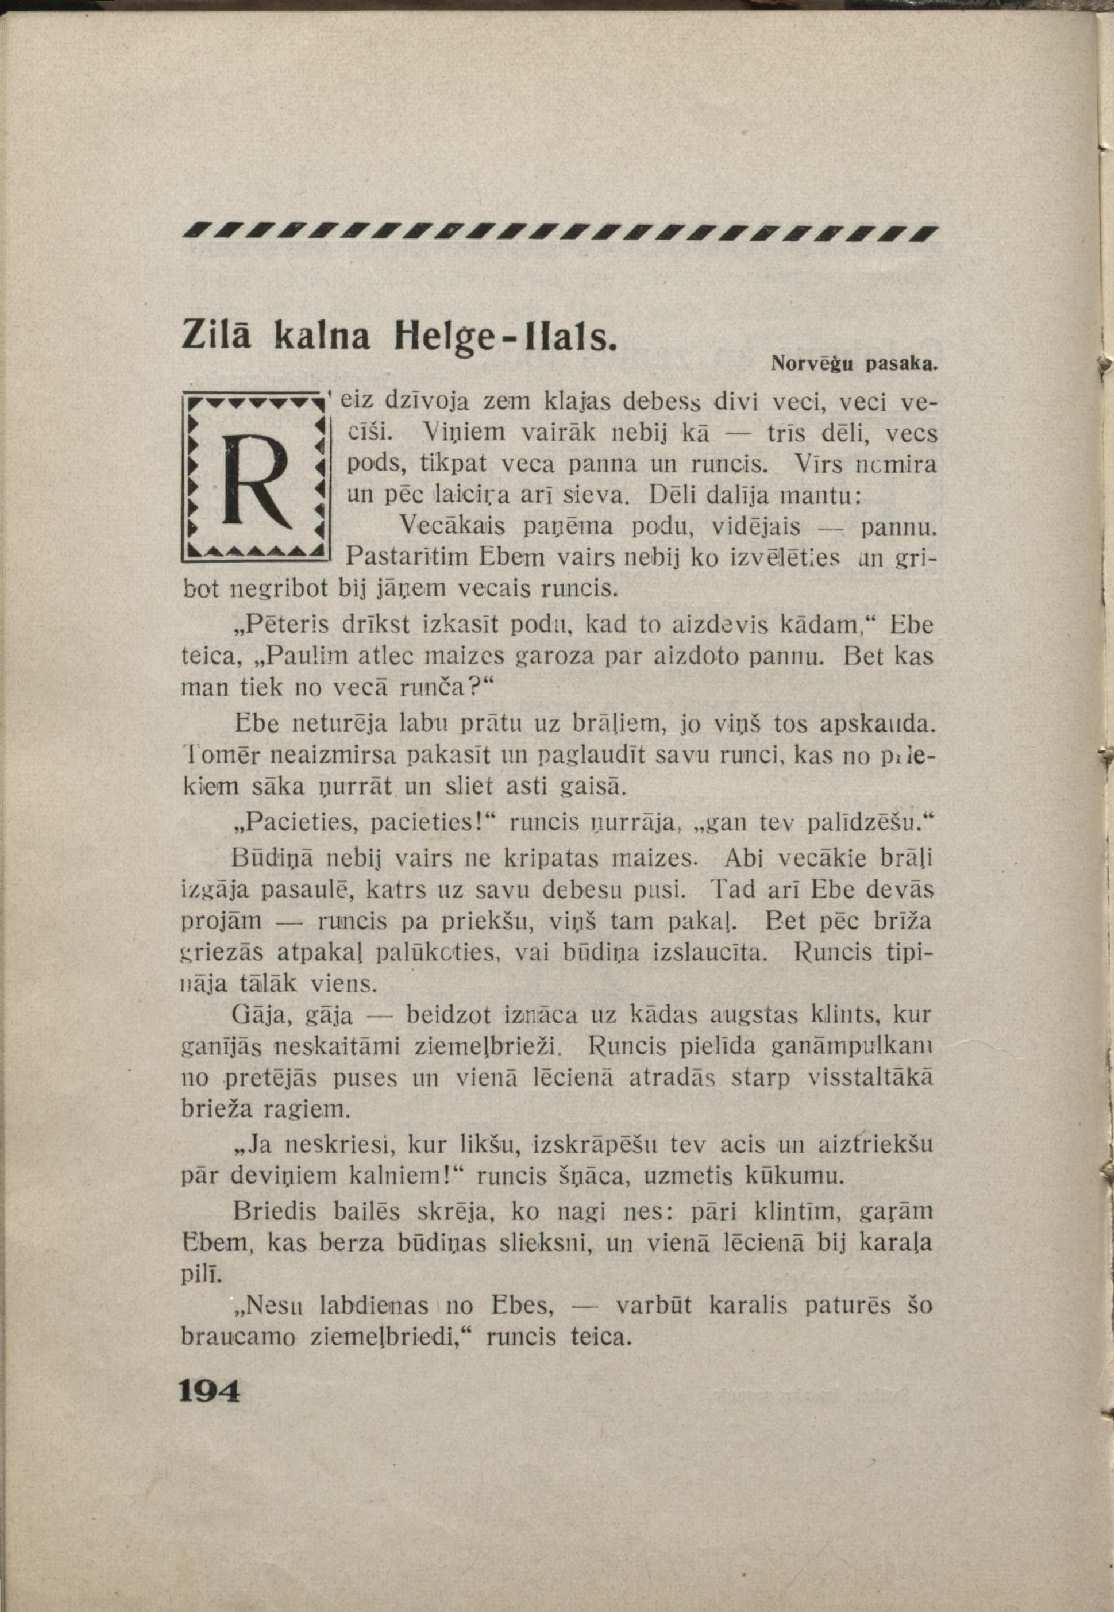 Zilā kalna Helge-Hals.
Norvēģu pasaka.
Reiz dzīvoja zem klajas debess divi veci, veci ve-
cīši. Viņiem vairāk nebij kā — trīs dēli, vecs
pods, tikpat veca panna un runcis. Vīrs nomira
un pēc laiciņa arī sieva. Dēli dalīja mantu:
Vecākais paņēma podu, vidējais — pannu.
Pastarītim Ebem vairs nebij ko izvēlēties un gri-
bot negribot bij jāņem vecais runcis.
„Pēteris drīkst izkasīt podu, kad to aizdevis kādam,“ Ebe
teica, „Paulim atlec maizes garoza par aizdoto pannu. Bet kas
man tiek no vecā runča?“
Ebe neturēja labu prātu uz brāļiem, jo viņš tos apskauda.
Tomēr neaizmirsa pakasīt un paglaudīt savu runci, kas no prie-
kiem sāka ņurrāt un sliet asti gaisā.
„Pacieties, pacieties!“ runcis ņurrāja, „gan tev palīdzēšu.“
Būdiņā nebij vairs ne kripatas maizes. Abi vecākie brāļi
izgāja pasaulē, katrs uz savu debesu pusi. Tad arī Ebe devās
projām — runcis pa priekšu, viņš tam pakaļ. Bet pēc brīža
griezās atpakaļ palūkoties, vai būdiņa izslaucīta. Runcis tipi-
nāja tālāk viens.
Gāja, gāja — beidzot iznāca uz kādas augstas klints, kur
ganījās neskaitāmi ziemeļbrieži. Runcis pielīda ganāmpulkam
no pretējās puses un vienā lēcienā atradās starp visstaltākā
brieža ragiem.
„Ja neskriesi, kur likšu, izskrāpēšu tev acis un aiztriekšu
pār deviņiem kalniem!“ runcis šņāca, uzmetis kūkumu.
Briedis bailēs skrēja, ko nagi nes: pāri klintīm, gaŗām
Ebem, kas berza būdiņas slieksni, un vienā lēcienā bij karaļa
pilī.
„Nesu labdienas no Ebes, — varbūt karalis paturēs šo
braucamo ziemeļbriedi,“ runcis teica.
194